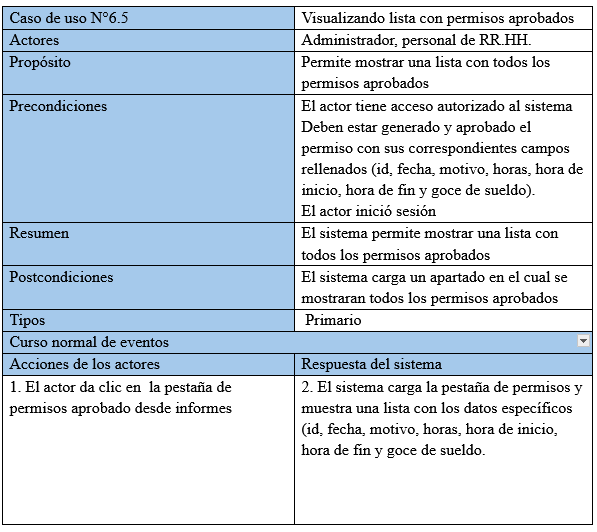 Caso de uso N°6.5
Visualizando lista con permisos aprobados
Actores
Administrador, personal de RR.HH.
Propósito
Permite mostrar una lista con todos los
permisos aprobados
Precondiciones
El actor tiene acceso autorizado al sistema
Deben estar generado y aprobado el
permiso con sus correspondientes campos
rellenados (id, fecha, motivo, horas, hora de
inicio, hora de fin y goce de sueldo).
El actor inició sesión
Resumen
El sistema permite mostrar una lista con
todos los permisos aprobados
Postcondiciones
El sistema carga un apartado en el cual se
mostraran todos los permisos aprobados
Tipos
Primario
Curso normal de eventos
Acciones de los actores
Respuesta del sistema
1. El actor da clic en la pestaña de
permisos aprobado desde informes
2. El sistema carga la pestaña de permisos y
muestra una lista con los datos específicos
(id, fecha, motivo, horas, hora de inicio,
hora de fin y goce de sueldo.